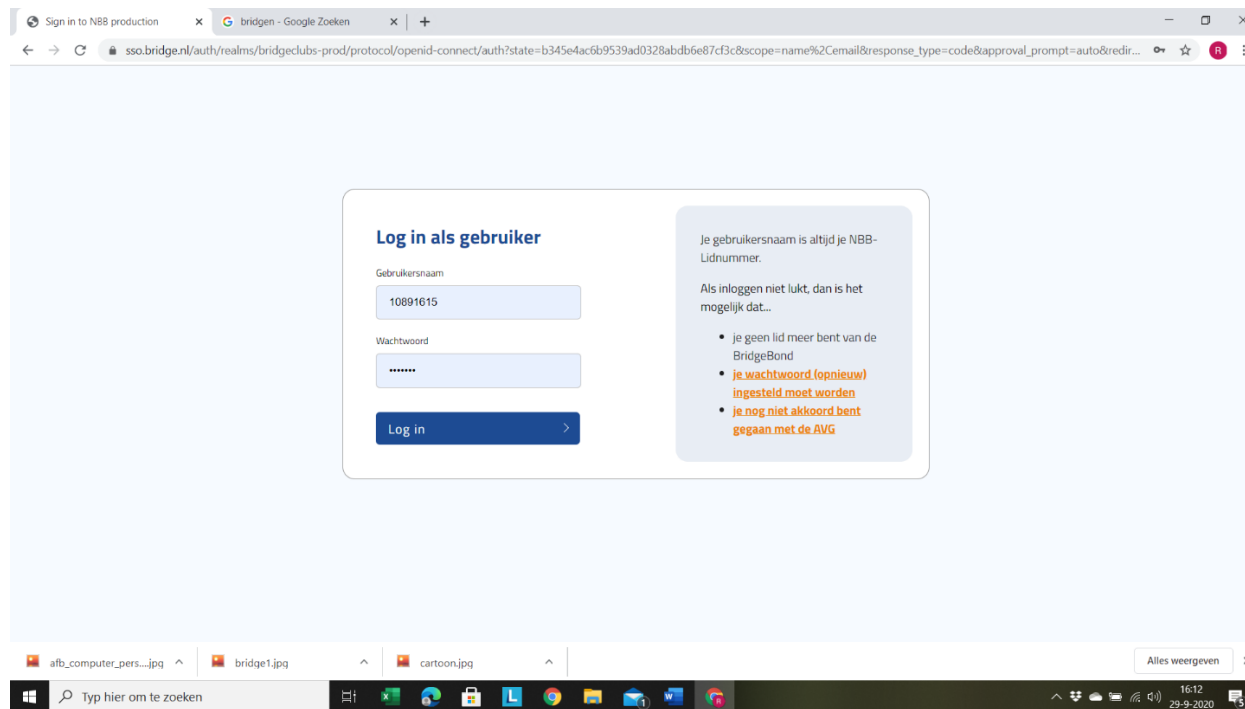 Sign in to NBB production
bridgen - Google Zoeken
sso.bridge.nl/auth/realms/bridgeclubs-prod/protocol/openid-connect/auth?state=b345e4ac6b9539ad0328abdb6e87cf3c&scope=name%2Cemail&response_type=code&approval_prompt=auto&redir...
R
Log in als gebruiker
Gebruikersnaam
10891615
Wachtwoord
•••••••
Log in
Je gebruikersnaam is altijd je NBB-
Lidnummer.
Als inloggen niet lukt, dan is het
mogelijk dat...
• je geen lid meer bent van de
BridgeBond
• je wachtwoord (opnieuw)
ingesteld moet worden
• je nog niet akkoord bent
gegaan met de AVG
afb_computer_pers....jpg
bridge1.jpg
cartoon.jpg
Alles weergeven
Typ hier om te zoeken
16:12
29-9-2020